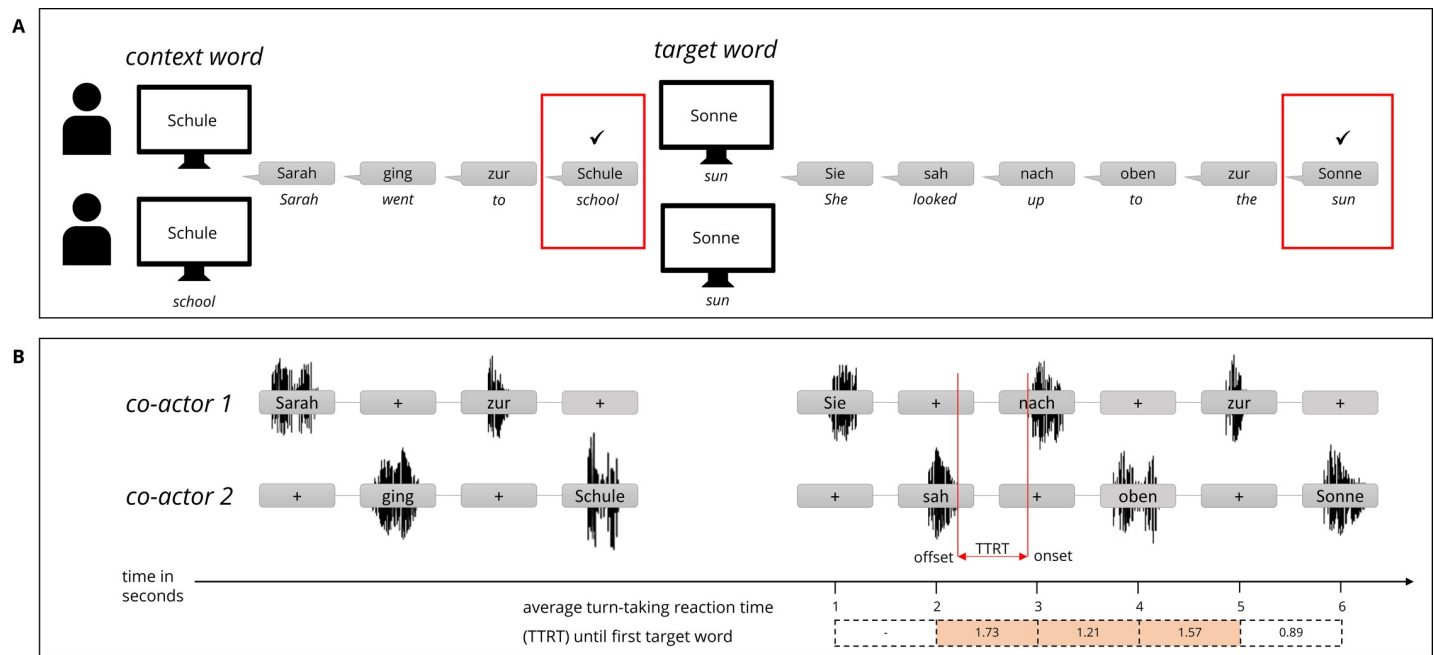 A
context word
target word
Schule
Sonne
✓
✓
Sarah ging zur Schule
sun
Sie sah nach oben zur Sonne
Sarah went to school
She looked up to the sun
Schule
Sonne
school
sun
B
co-actor 1
Sarah + zur +
Sie + nach + zur +
co-actor 2
+ ging + Schule
+ sah + oben + Sonne
offset TTRT onset
time in
seconds
average turn-taking reaction time
1 2 3 4 5 6
(TTRT) until first target word
- 1.73 1.21 1.57 0.89